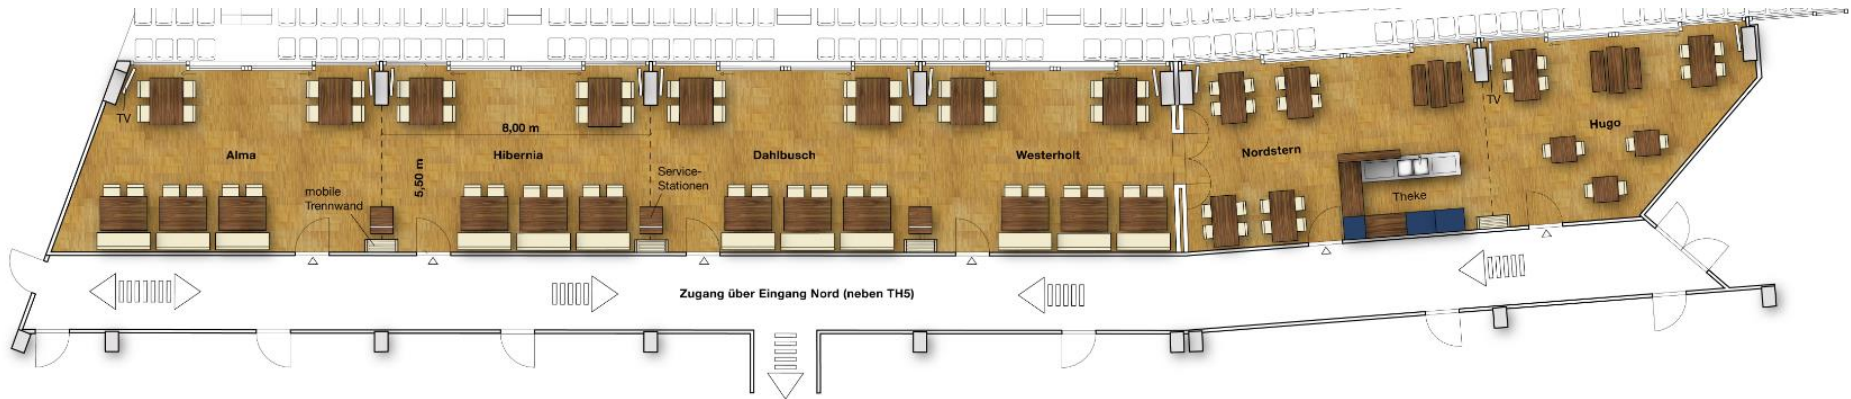 TV
8,00 m
TV
Hugo
Alma
Hibernia
Dahlbusch
Westerholt
Nordstern
5,50 m
Service-
Stationen
mobile
Trennwand
Theke
Zugang über Eingang Nord (neben TH5)